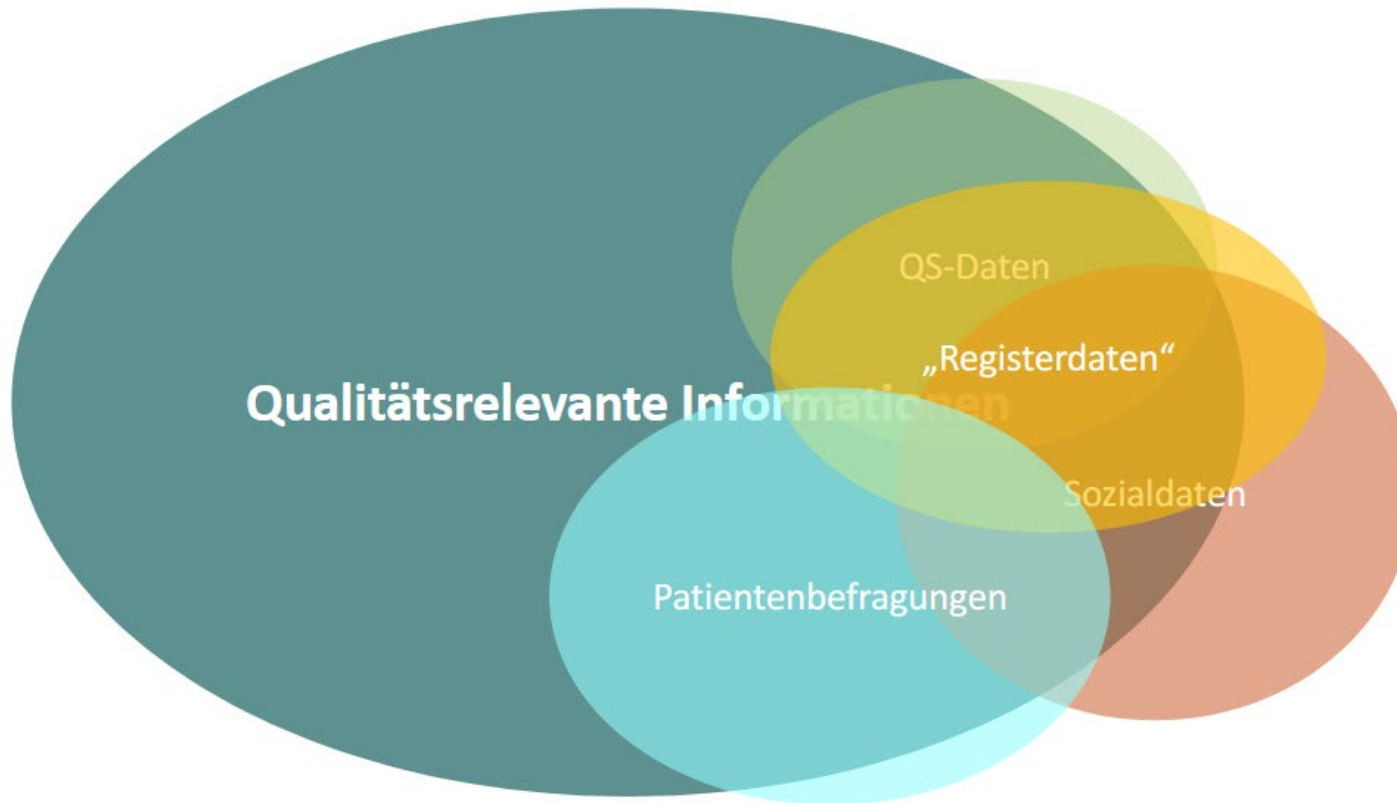 QS-Daten
„Registerdaten“
Qualitätsrelevante Informationen
Sozialdaten
Patientenbefragungen